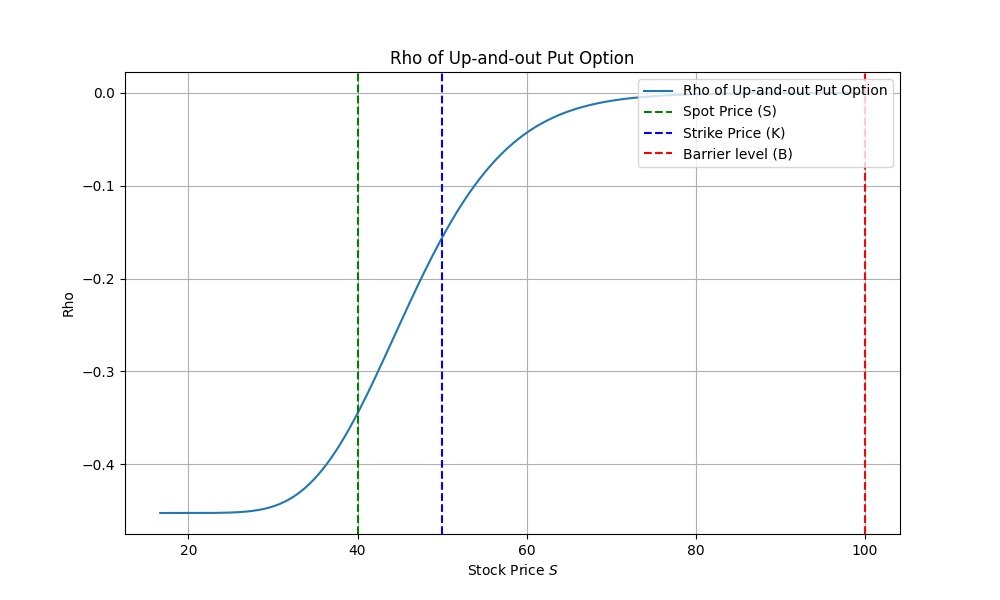 Rho of Up-and-out Put Option
Rho of Up-and-out Put Option
Spot Price (S)
Strike Price (K)
Barrier level (B)
0.0
−0.1
−0.2
−0.3
−0.4
Rho
20
40
60
80
100
Stock Price S